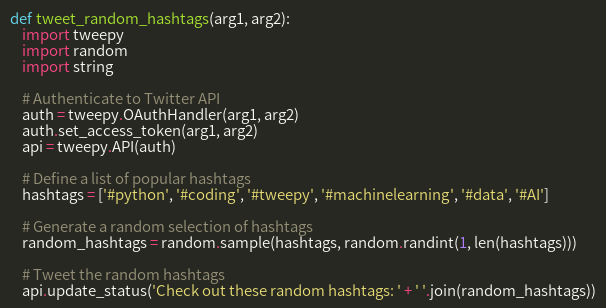 def tweet_random_hashtags(arg1, arg2):
    import tweepy
    import random
    import string

    # Authenticate to Twitter API
    auth = tweepy.OAuthHandler(arg1, arg2)
    auth.set_access_token(arg1, arg2)
    api = tweepy.API(auth)

    # Define a list of popular hashtags
    hashtags = ['#python', '#coding', '#tweepy', '#machinelearning', '#data', '#AI']

    # Generate a random selection of hashtags
    random_hashtags = random.sample(hashtags, random.randint(1, len(hashtags)))

    # Tweet the random hashtags
    api.update_status('Check out these random hashtags: ' + ' '.join(random_hashtags))